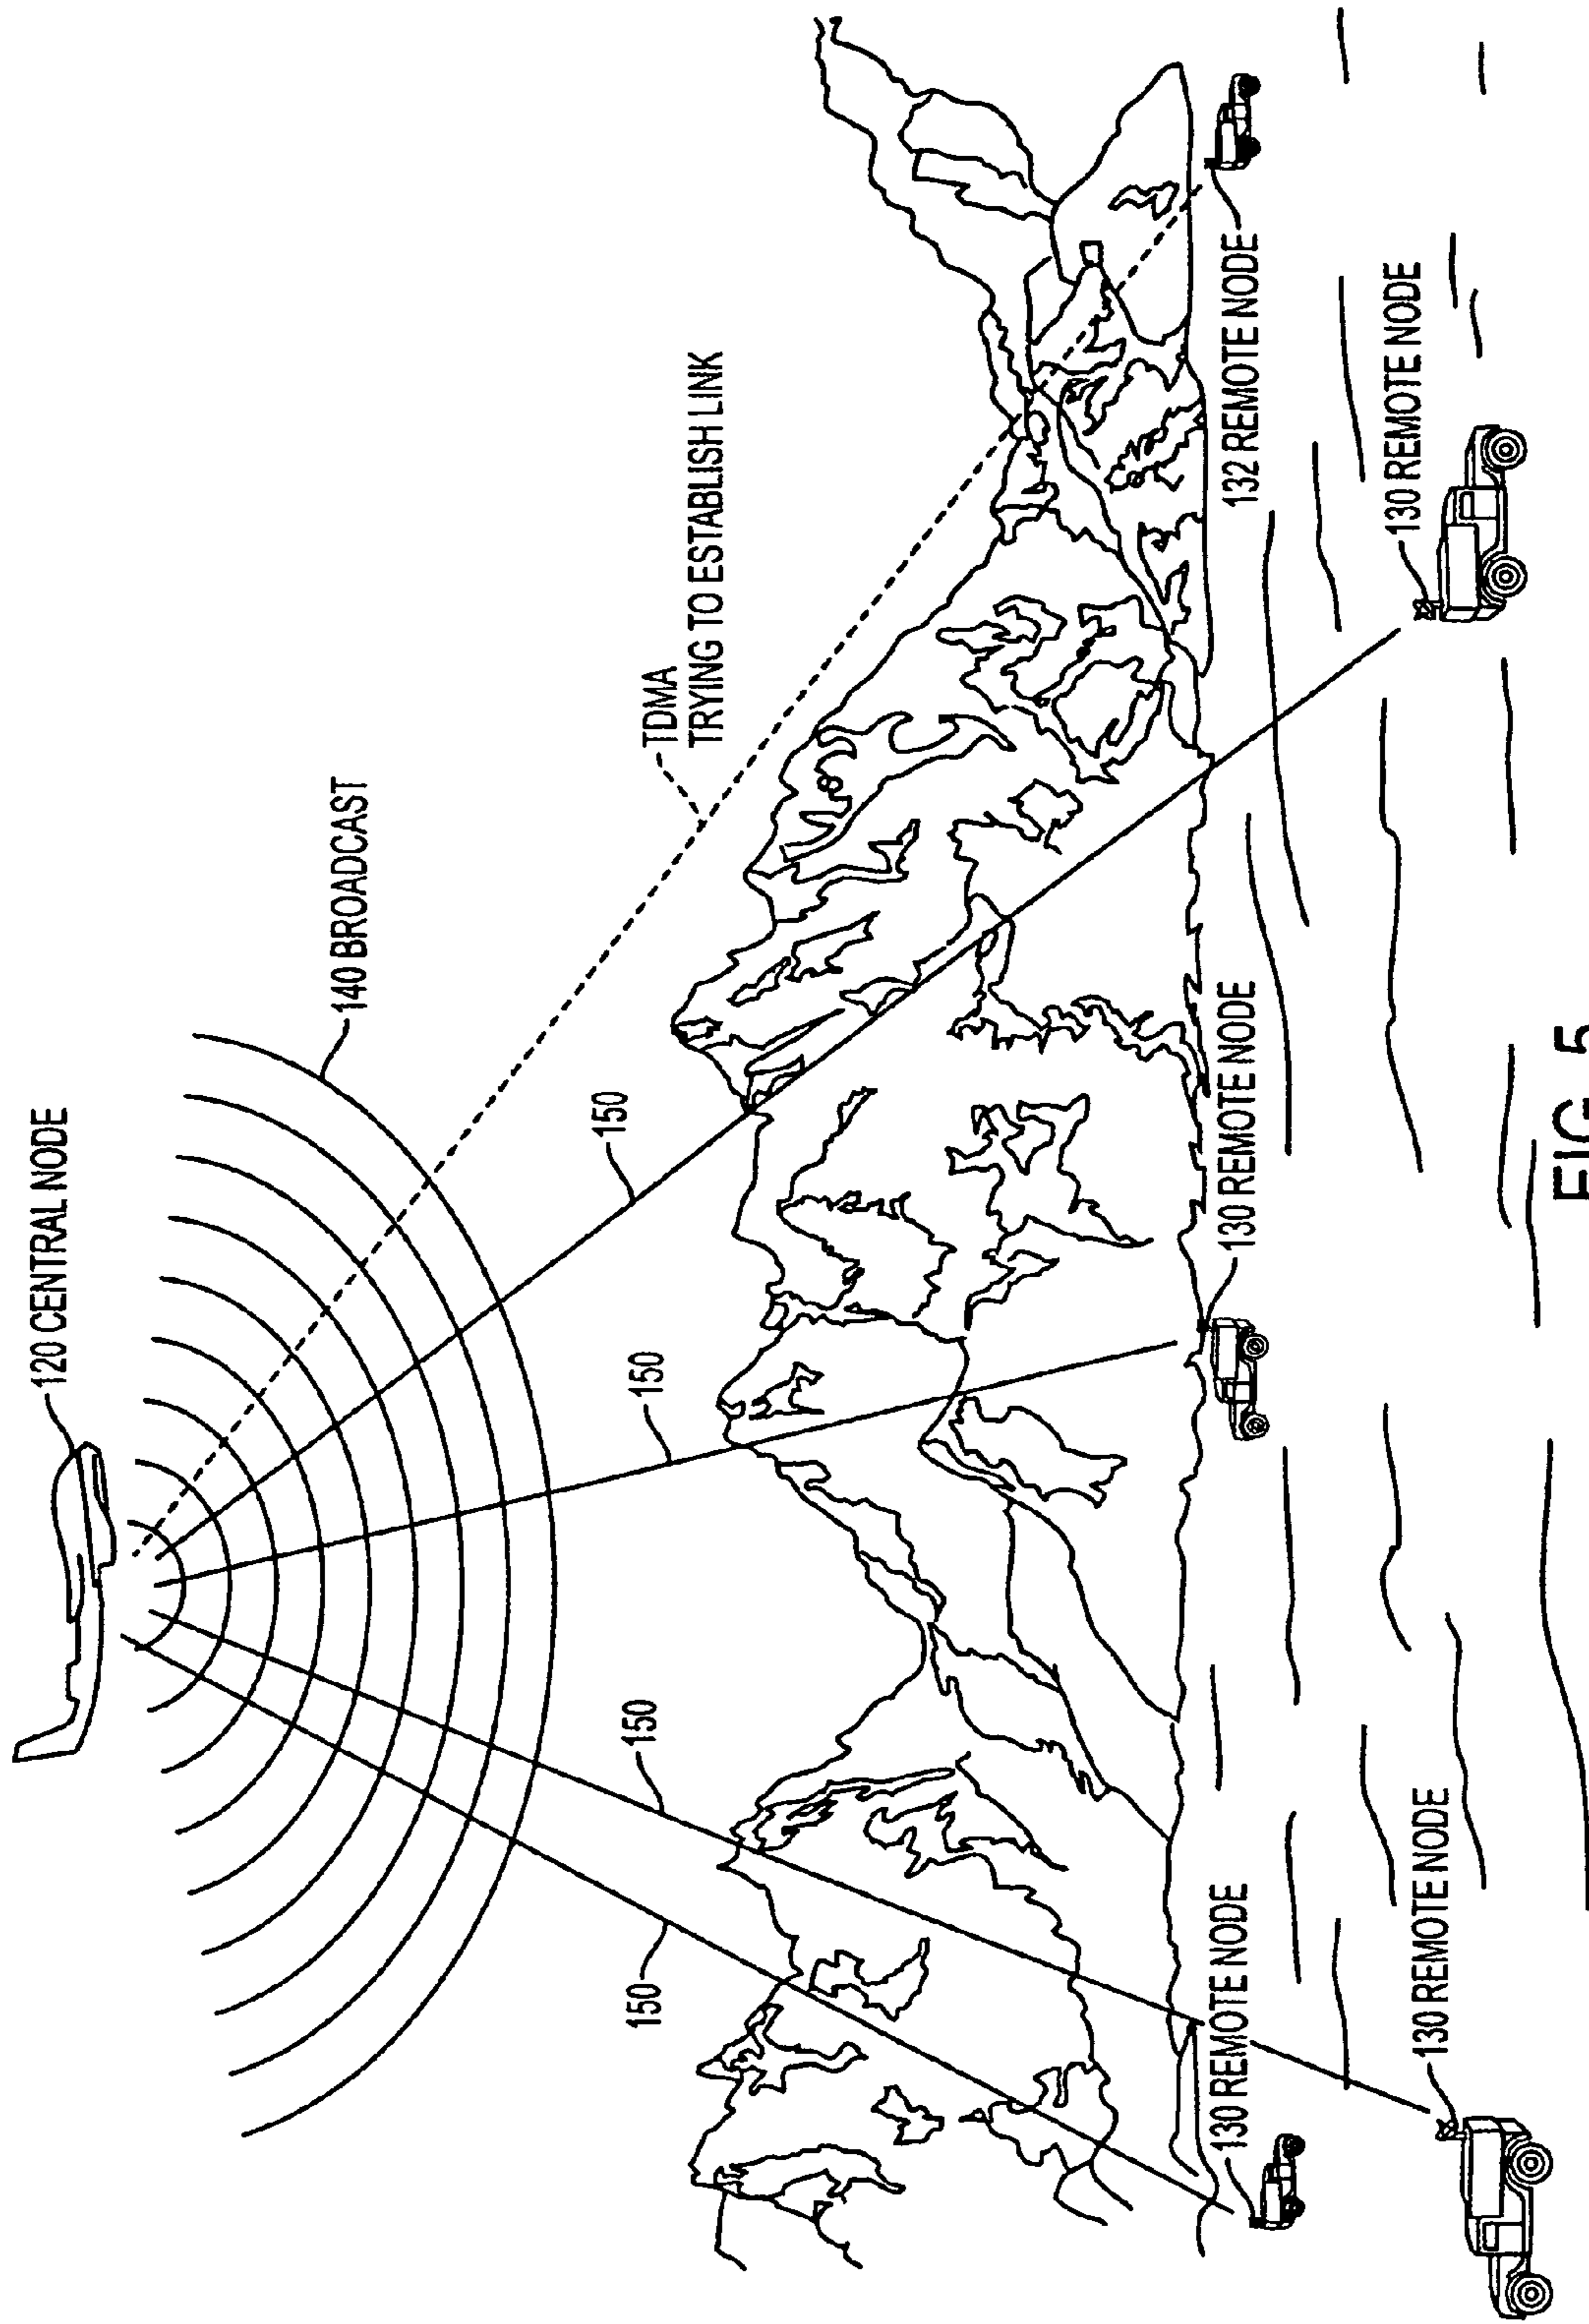 120 CENTRAL NODE
140 BROADCAST
TDMA
TRYING TO ESTABLISH LINK
150
150
150
150
130 REMOTE NODE
130 REMOTE NODE
132 REMOTE NODE
130 REMOTE NODE
130 REMOTE NODE
FIG. 5